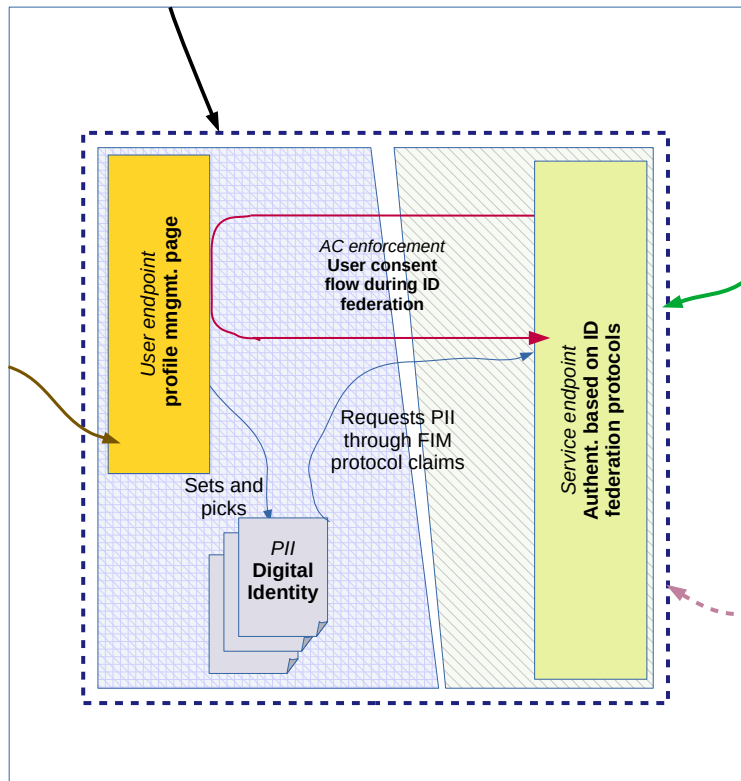 User endpoint
profile mngmt. page
AC enforcement
User consent
flow during ID
federation
Service endpoint
Authent. based on ID
federation protocols
Requests PII
through FIM
protocol claims
Sets and
picks
PII
Digital
Identity